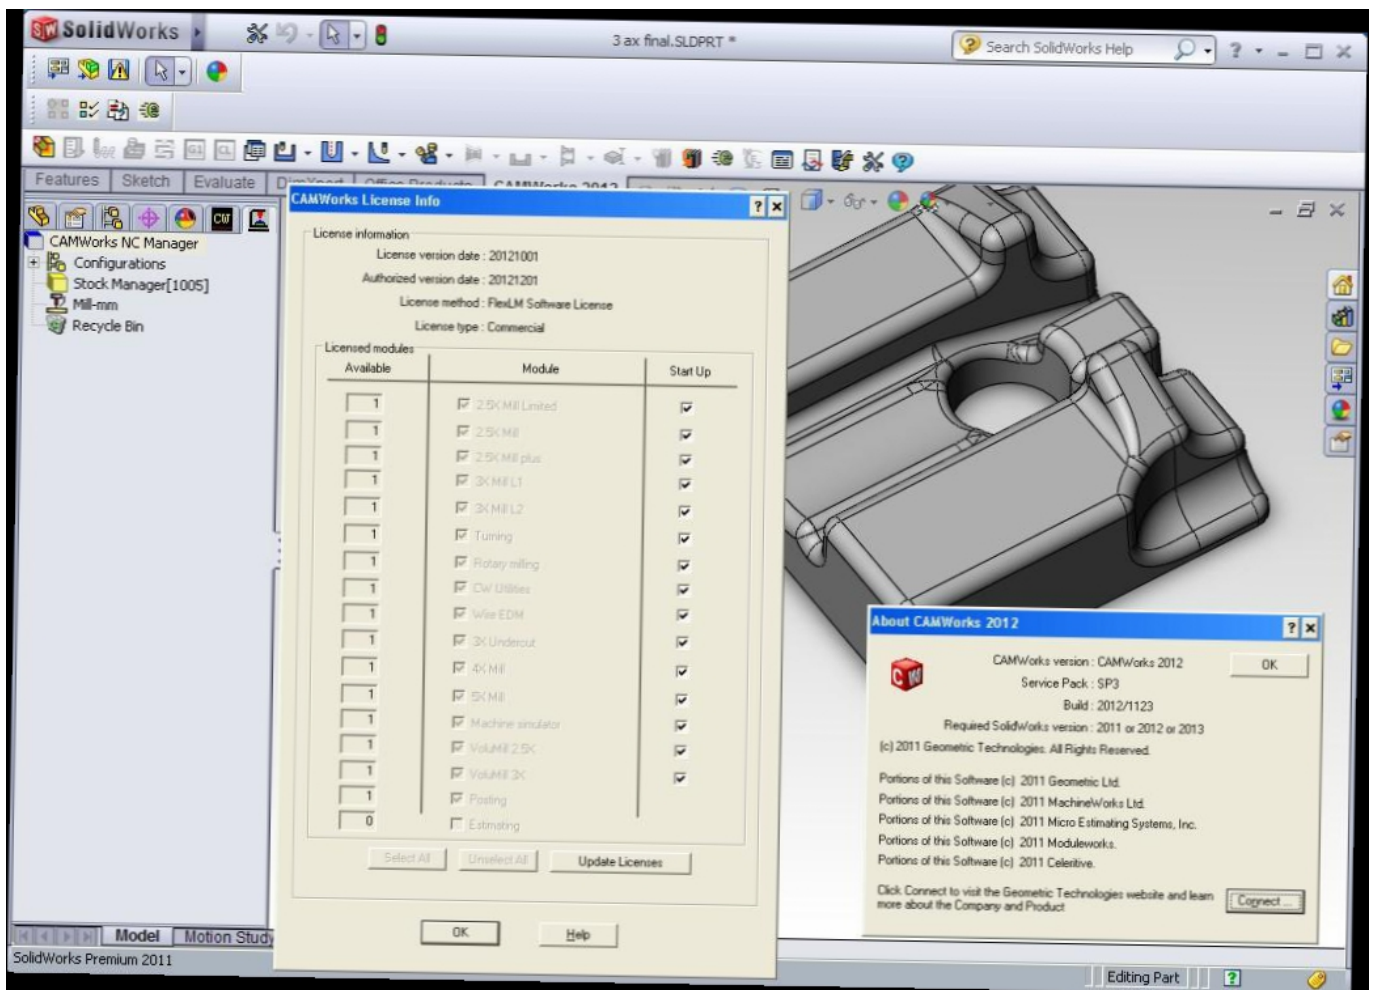 SolidWorks
3 ax final.SLDPRT *
Search SolidWorks Help
G1 CL
Features Sketch Evaluate DimXpert Office Products CAMWorks 2012
CAMWorks NC Manager
Configurations
Stock Manager[1005]
Mill-mm
Recycle Bin
CAMWorks License Info
License information
License version date : 20121001
Authorized version date : 20121201
License method : FlexLM Software License
License type : Commercial
Licensed modules
Available Module Start Up
1 2.5X Mill Limited
1 2.5X Mill
1 2.5X Mill plus
1 3X Mill L1
1 3X Mill L2
1 Turning
1 Rotary milling
1 CW Utilities
1 Wire EDM
1 3X Undercut
1 4X Mill
1 5X Mill
1 Machine simulator
1 VoluMill 2.5X
1 VoluMill 3X
1 Posting
0 Estimating
Select All Unselect All Update Licenses
OK Help
About CAMWorks 2012
CW
CAMWorks version : CAMWorks 2012
OK
Service Pack : SP3
Build : 2012/1123
Required SolidWorks version : 2011 or 2012 or 2013
(c) 2011 Geometric Technologies. All Rights Reserved.
Portions of this Software (c) 2011 Geometric Ltd.
Portions of this Software (c) 2011 MachineWorks Ltd.
Portions of this Software (c) 2011 Micro Estimating Systems, Inc.
Portions of this Software (c) 2011 Moduleworks.
Portions of this Software (c) 2011 Celeritive.
Click Connect to visit the Geometric Technologies website and learn
more about the Company and Product
Connect ...
Model Motion Study
SolidWorks Premium 2011
Editing Part